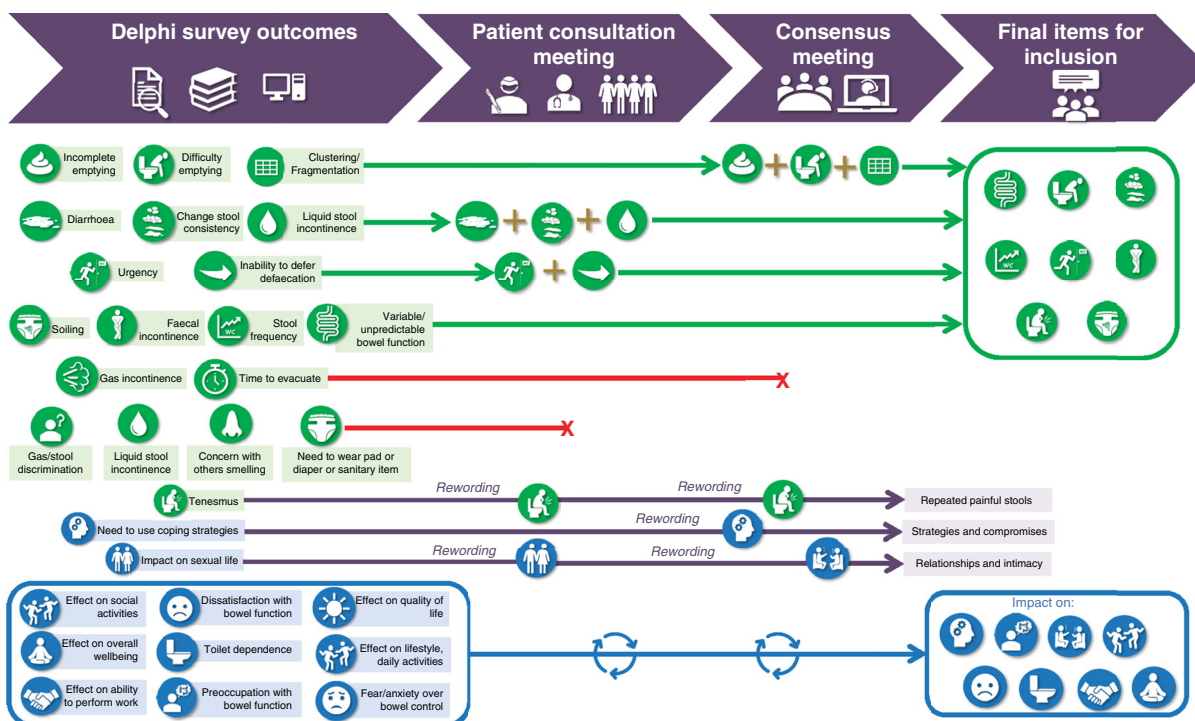 Delphi survey outcomes
Patient consultation
meeting
Consensus
meeting
Final items for
inclusion
Incomplete
emptying
Difficulty
emptying
Clustering/
Fragmentation
Diarrhoea
Change stool
consistency
Liquid stool
incontinence
Urgency
Inability to defer
defaecation
Soiling
Faecal
incontinence
WC
Stool
frequency
Variable/
unpredictable
bowel function
WC
Gas incontinence
Time to evacuate
X
?
Gas/stool
discrimination
Liquid stool
incontinence
Concern with
others smelling
Need to wear pad or
diaper or sanitary item
X
Tenesmus
Rewording
Rewording
Repeated painful stools
Need to use coping strategies
Rewording
Strategies and compromises
Impact on sexual life
Rewording
Rewording
Relationships and intimacy
Effect on social
activities
Dissatisfaction with
bowel function
Effect on quality of
life
Effect on overall
wellbeing
Toilet dependence
Effect on lifestyle,
daily activities
Effect on ability
to perform work
Preoccupation with
bowel function
Fear/anxiety over
bowel control
Impact on: